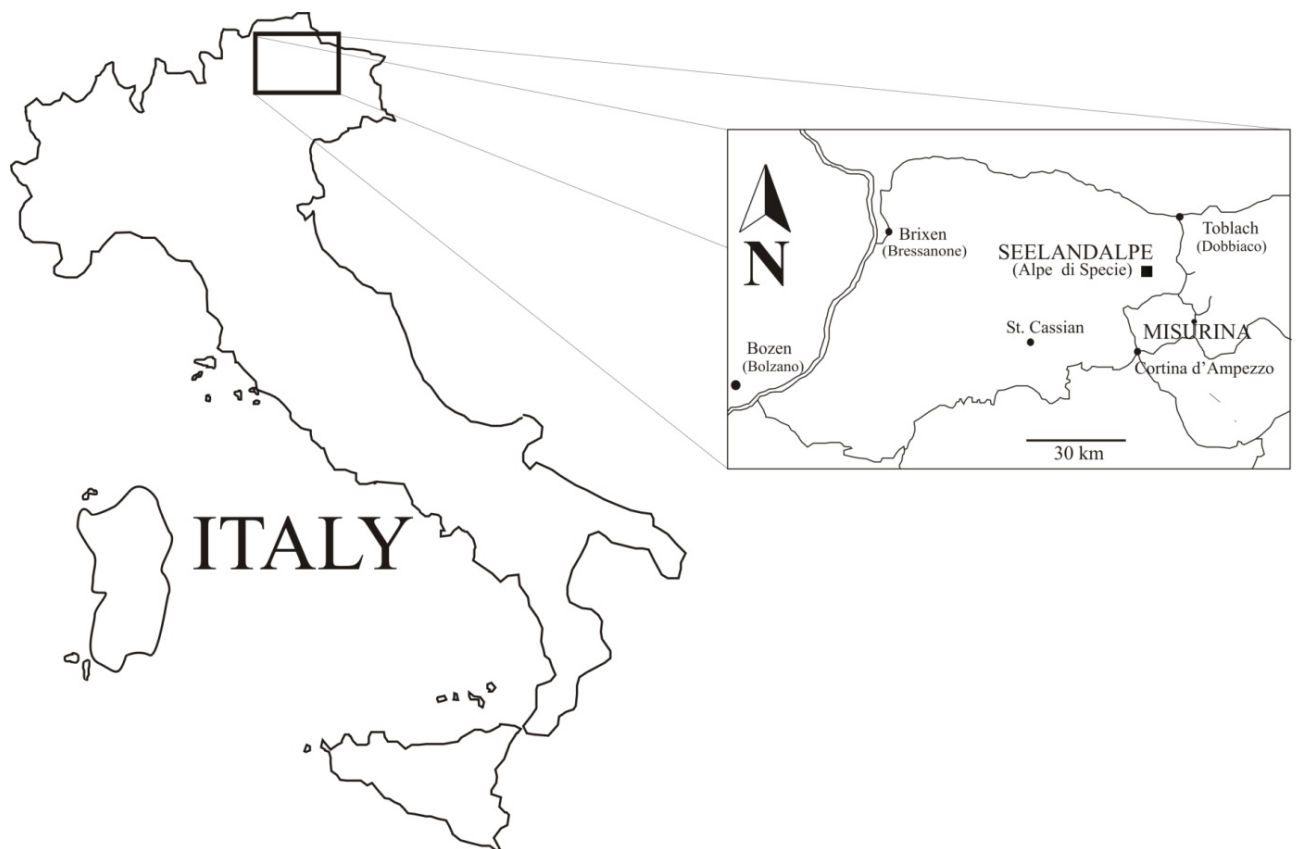 ITALY
N
Brixen
(Bressanone)
Toblach
(Dobbiaco)
SEELANDALPE
(Alpe di Specie)
St. Cassian
MISURINA
Bozen
(Bolzano)
Cortina d'Ampezzo
30 km